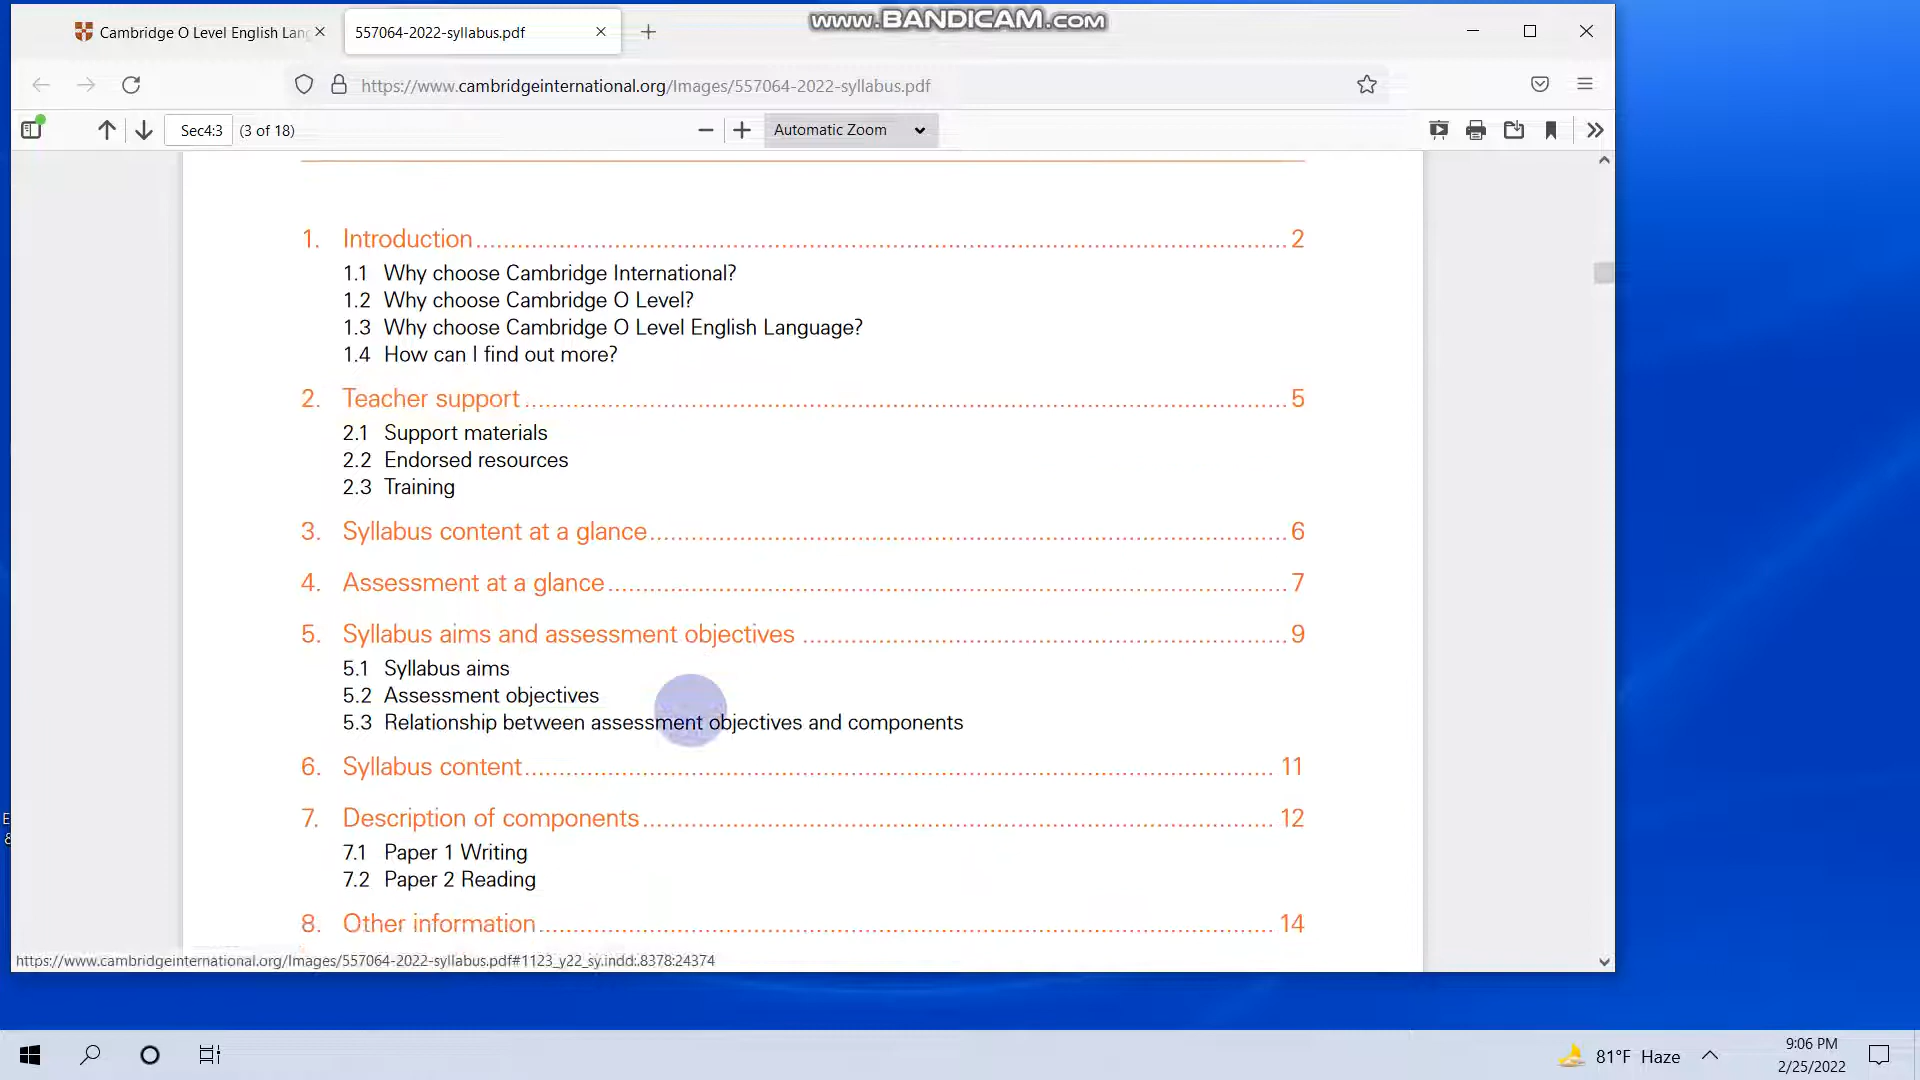 www.BANDICAM.com
Cambridge O Level English Lang
557064-2022-syllabus.pdf
https://www.cambridgeinternational.org/Images/557064-2022-syllabus.pdf
Sec4:3 (3 of 18)
Automatic Zoom
1. Introduction 2
1.1 Why choose Cambridge International?
1.2 Why choose Cambridge O Level?
1.3 Why choose Cambridge O Level English Language?
1.4 How can I find out more?
2. Teacher support 5
2.1 Support materials
2.2 Endorsed resources
2.3 Training
3. Syllabus content at a glance 6
4. Assessment at a glance 7
5. Syllabus aims and assessment objectives 9
5.1 Syllabus aims
5.2 Assessment objectives
5.3 Relationship between assessment objectives and components
6. Syllabus content 11
7. Description of components 12
7.1 Paper 1 Writing
7.2 Paper 2 Reading
8. Other information 14
https://www.cambridgeinternational.org/Images/557064-2022-syllabus.pdf#1123_y22_sy.indd:.8378:24374
81°F Haze
9:06 PM
2/25/2022